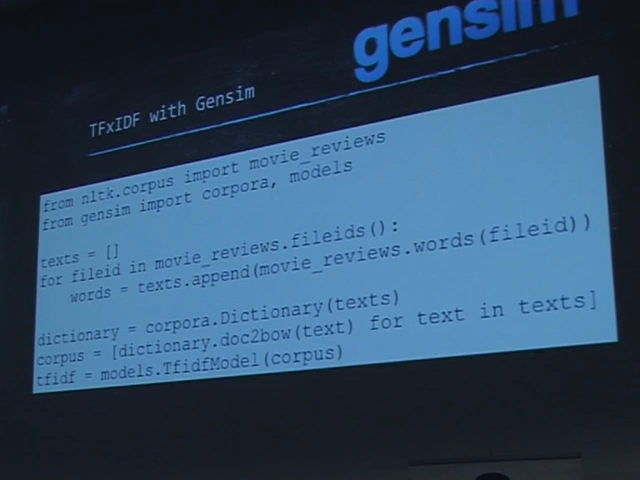 gensim
TFxIDF with Gensim
from nltk.corpus import movie_reviews
from gensim import corpora, models
texts = []
for fileid in movie_reviews.fileids():
words = texts.append(movie_reviews.words(fileid))
dictionary = corpora.Dictionary(texts)
corpus = [dictionary.doc2bow(text) for text in texts]
tfidf = models.TfidfModel(corpus)